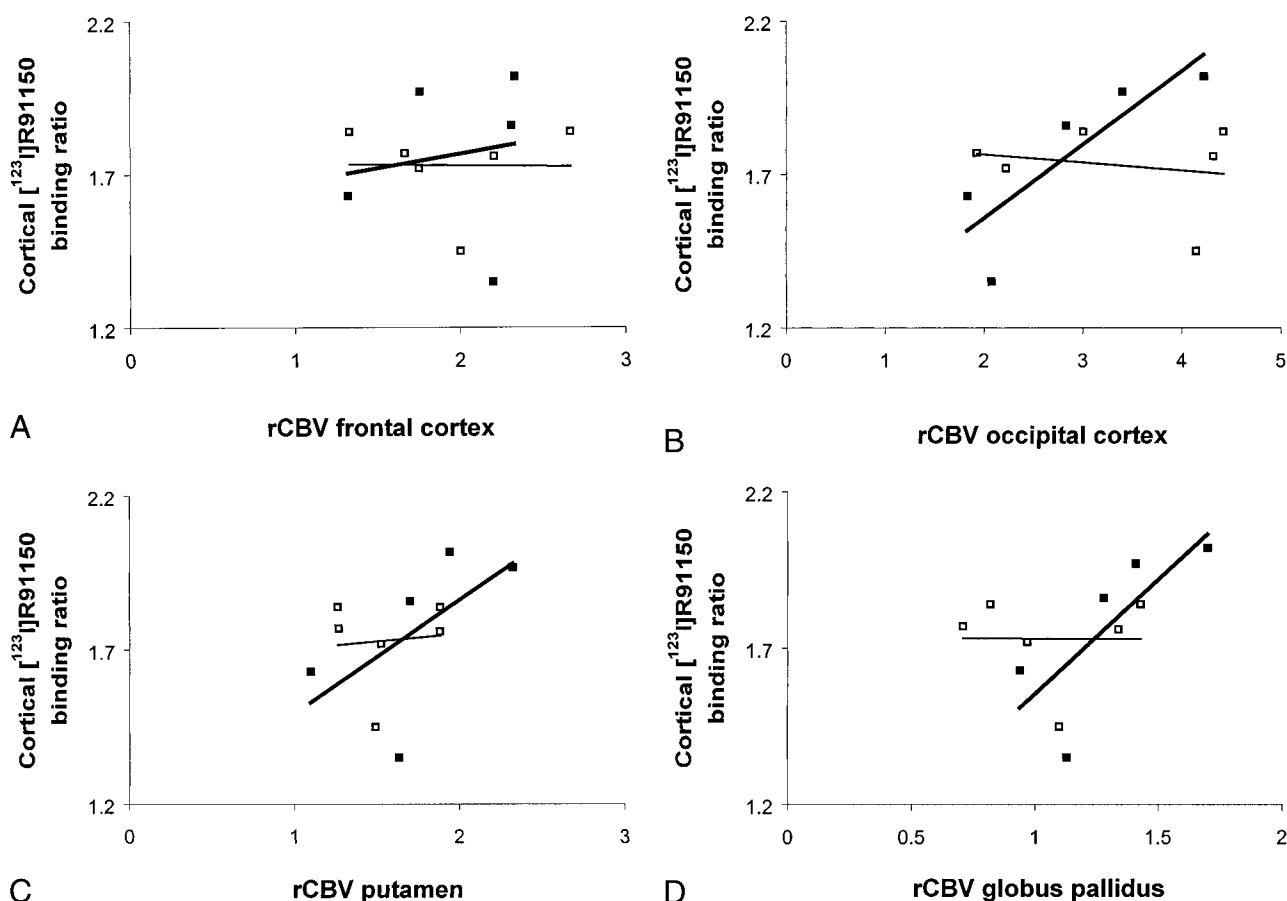 Cortical [¹²³I]R91150
binding ratio
2.2
1.7
1.2
0 1 2 3
A
rCBV frontal cortex
Cortical [¹²³I]R91150
binding ratio
2.2
1.7
1.2
0 1 2 3 4 5
B
rCBV occipital cortex
Cortical [¹²³I]R91150
binding ratio
2.2
1.7
1.2
0 1 2 3
C
rCBV putamen
Cortical [¹²³I]R91150
binding ratio
2.2
1.7
1.2
0 0.5 1 1.5 2
D
rCBV globus pallidus